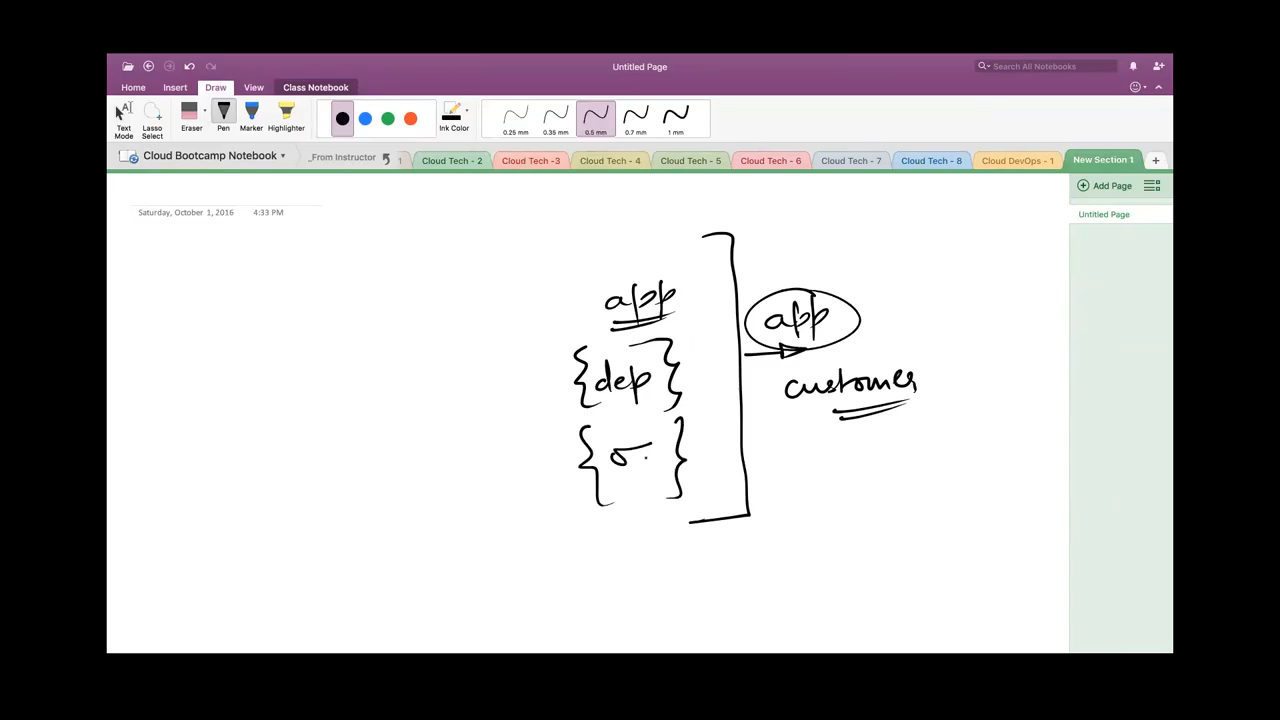 Untitled Page
Search All Notebooks
Home Insert Draw View Class Notebook
Text Mode
Lasso Select
Eraser
Pen
Marker
Highlighter
Ink Color
0.25 mm 0.35 mm 0.5 mm 0.7 mm 1 mm
Cloud Bootcamp Notebook
_From Instructor
1
Cloud Tech - 2
Cloud Tech -3
Cloud Tech - 4
Cloud Tech - 5
Cloud Tech - 6
Cloud Tech - 7
Cloud Tech - 8
Cloud DevOps - 1
New Section 1
Add Page
Untitled Page
Saturday, October 1, 2016 4:33 PM
app
{dep}
app
customer